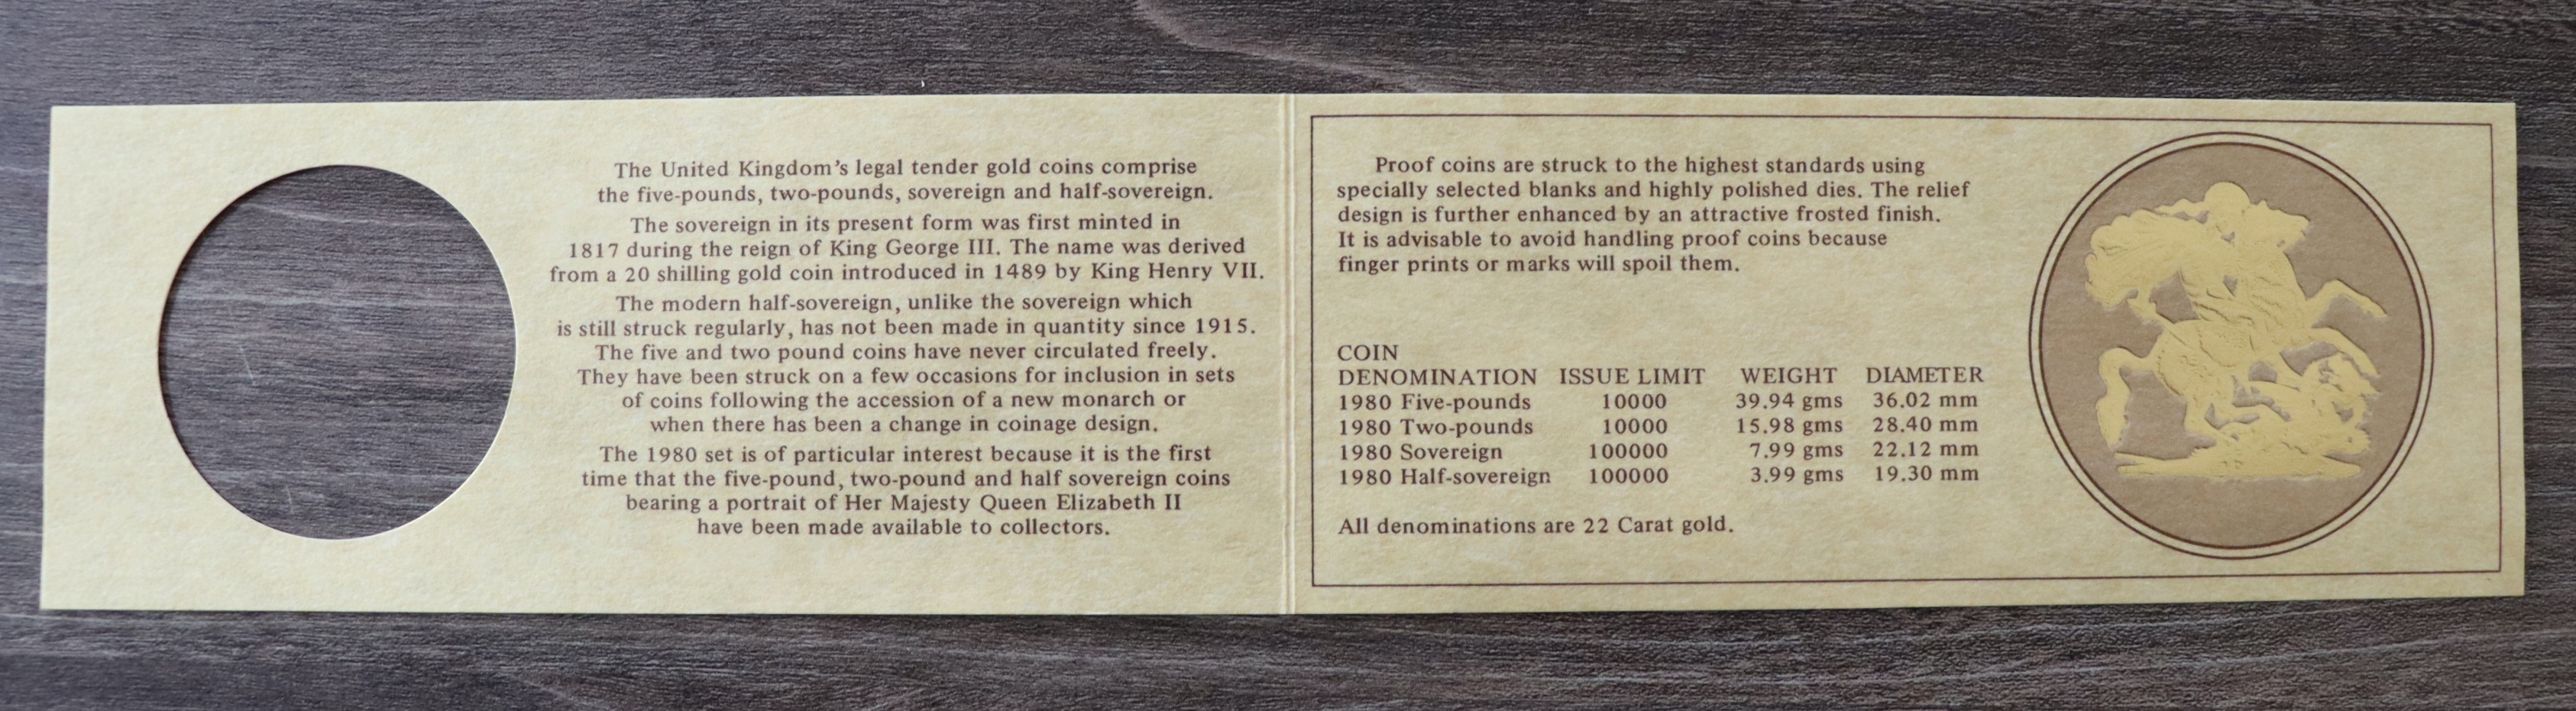 The United Kingdom's legal tender gold coins comprise
the five-pounds, two-pounds, sovereign and half-sovereign.
The sovereign in its present form was first minted in
1817 during the reign of King George III. The name was derived
from a 20 shilling gold coin introduced in 1489 by King Henry VII.
The modern half-sovereign, unlike the sovereign which
is still struck regularly, has not been made in quantity since 1915.
The five and two pound coins have never circulated freely.
They have been struck on a few occasions for inclusion in sets
of coins following the accession of a new monarch or
when there has been a change in coinage design.
The 1980 set is of particular interest because it is the first
time that the five-pound, two-pound and half sovereign coins
bearing a portrait of Her Majesty Queen Elizabeth II
have been made available to collectors.
Proof coins are struck to the highest standards using
specially selected blanks and highly polished dies. The relief
design is further enhanced by an attractive frosted finish.
It is advisable to avoid handling proof coins because
finger prints or marks will spoil them.
COIN
DENOMINATION ISSUE LIMIT WEIGHT DIAMETER
1980 Five-pounds 10000 39.94 gms 36.02 mm
1980 Two-pounds 10000 15.98 gms 28.40 mm
1980 Sovereign 100000 7.99 gms 22.12 mm
1980 Half-sovereign 100000 3.99 gms 19.30 mm
All denominations are 22 Carat gold.